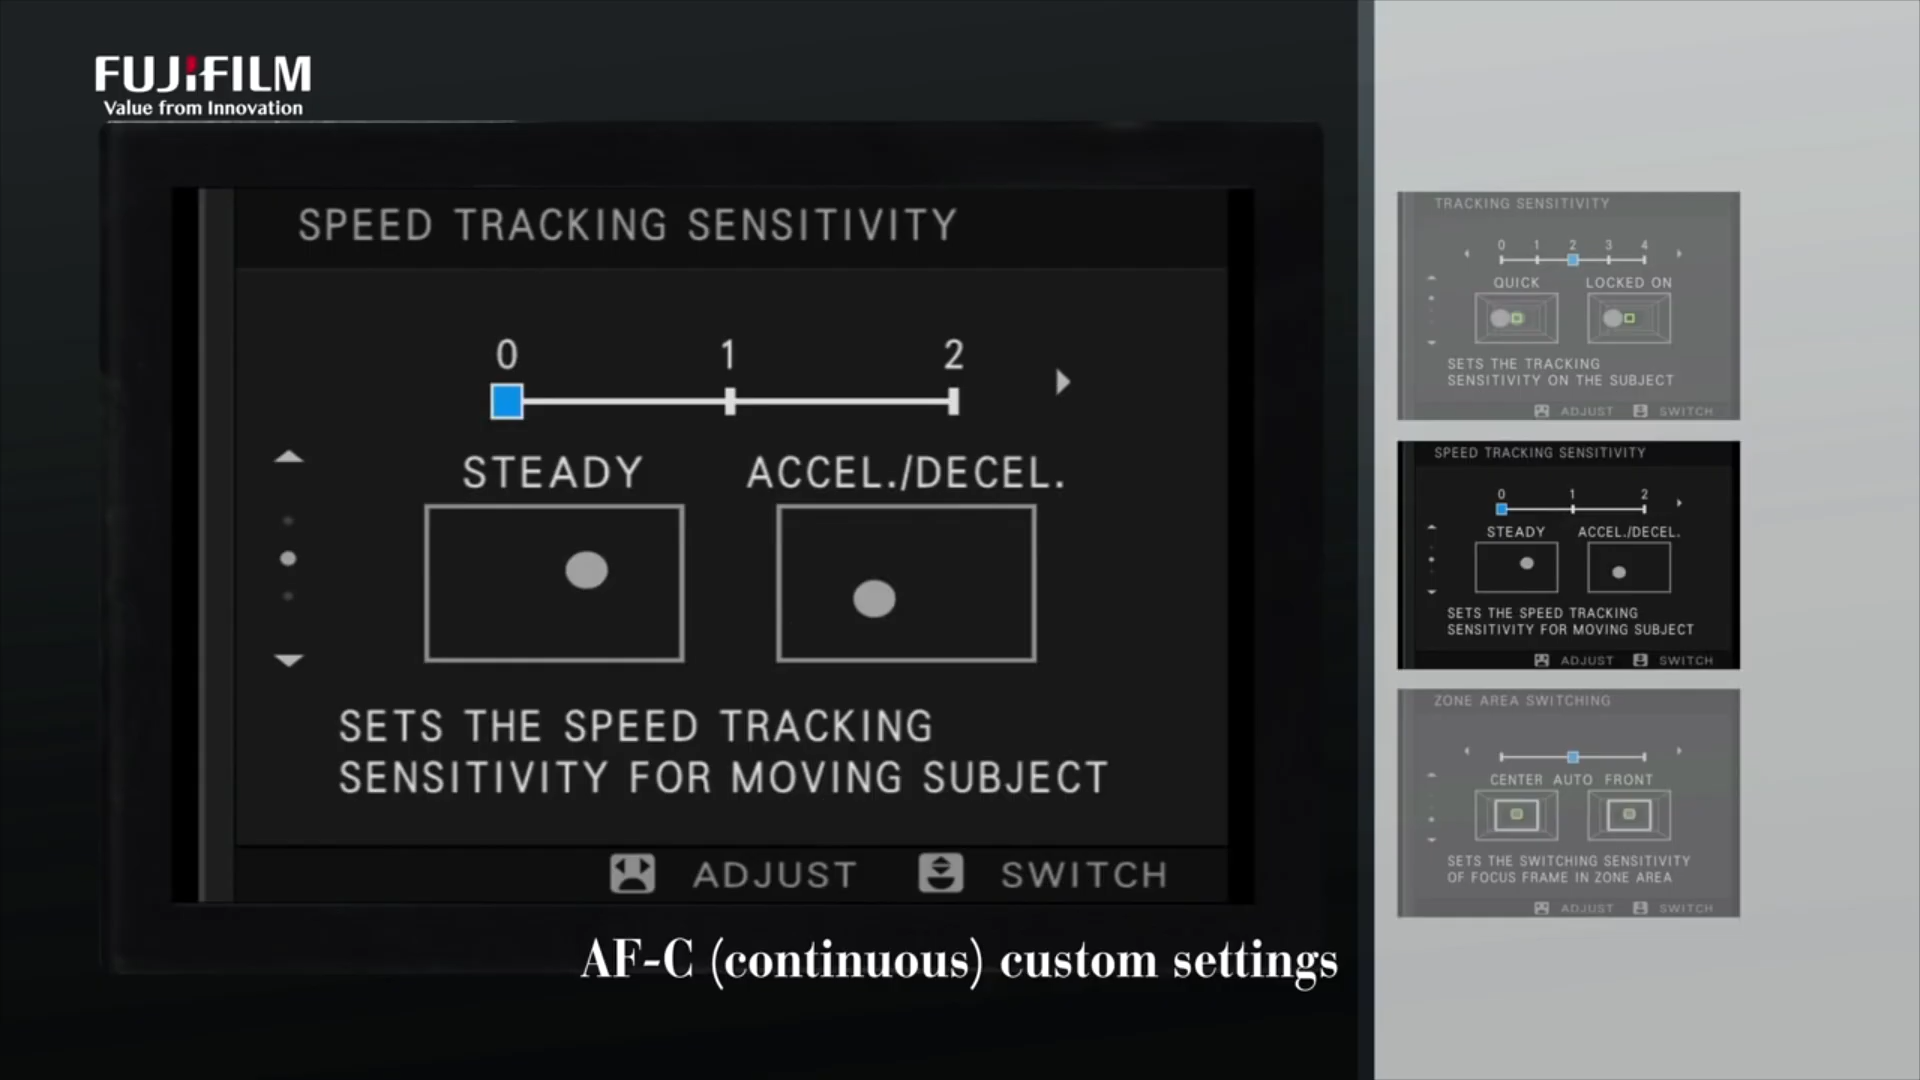 FUJIFILM
Value from Innovation
SPEED TRACKING SENSITIVITY
0 1 2
STEADY ACCEL./DECEL.
SETS THE SPEED TRACKING
SENSITIVITY FOR MOVING SUBJECT
ADJUST SWITCH
AF-C (continuous) custom settings
TRACKING SENSITIVITY
0 1 2 3 4
QUICK LOCKED ON
SETS THE TRACKING
SENSITIVITY ON THE SUBJECT
ADJUST SWITCH
SPEED TRACKING SENSITIVITY
0 1 2
STEADY ACCEL./DECEL.
SETS THE SPEED TRACKING
SENSITIVITY FOR MOVING SUBJECT
ADJUST SWITCH
ZONE AREA SWITCHING
CENTER AUTO FRONT
SETS THE SWITCHING SENSITIVITY
OF FOCUS FRAME IN ZONE AREA
ADJUST SWITCH